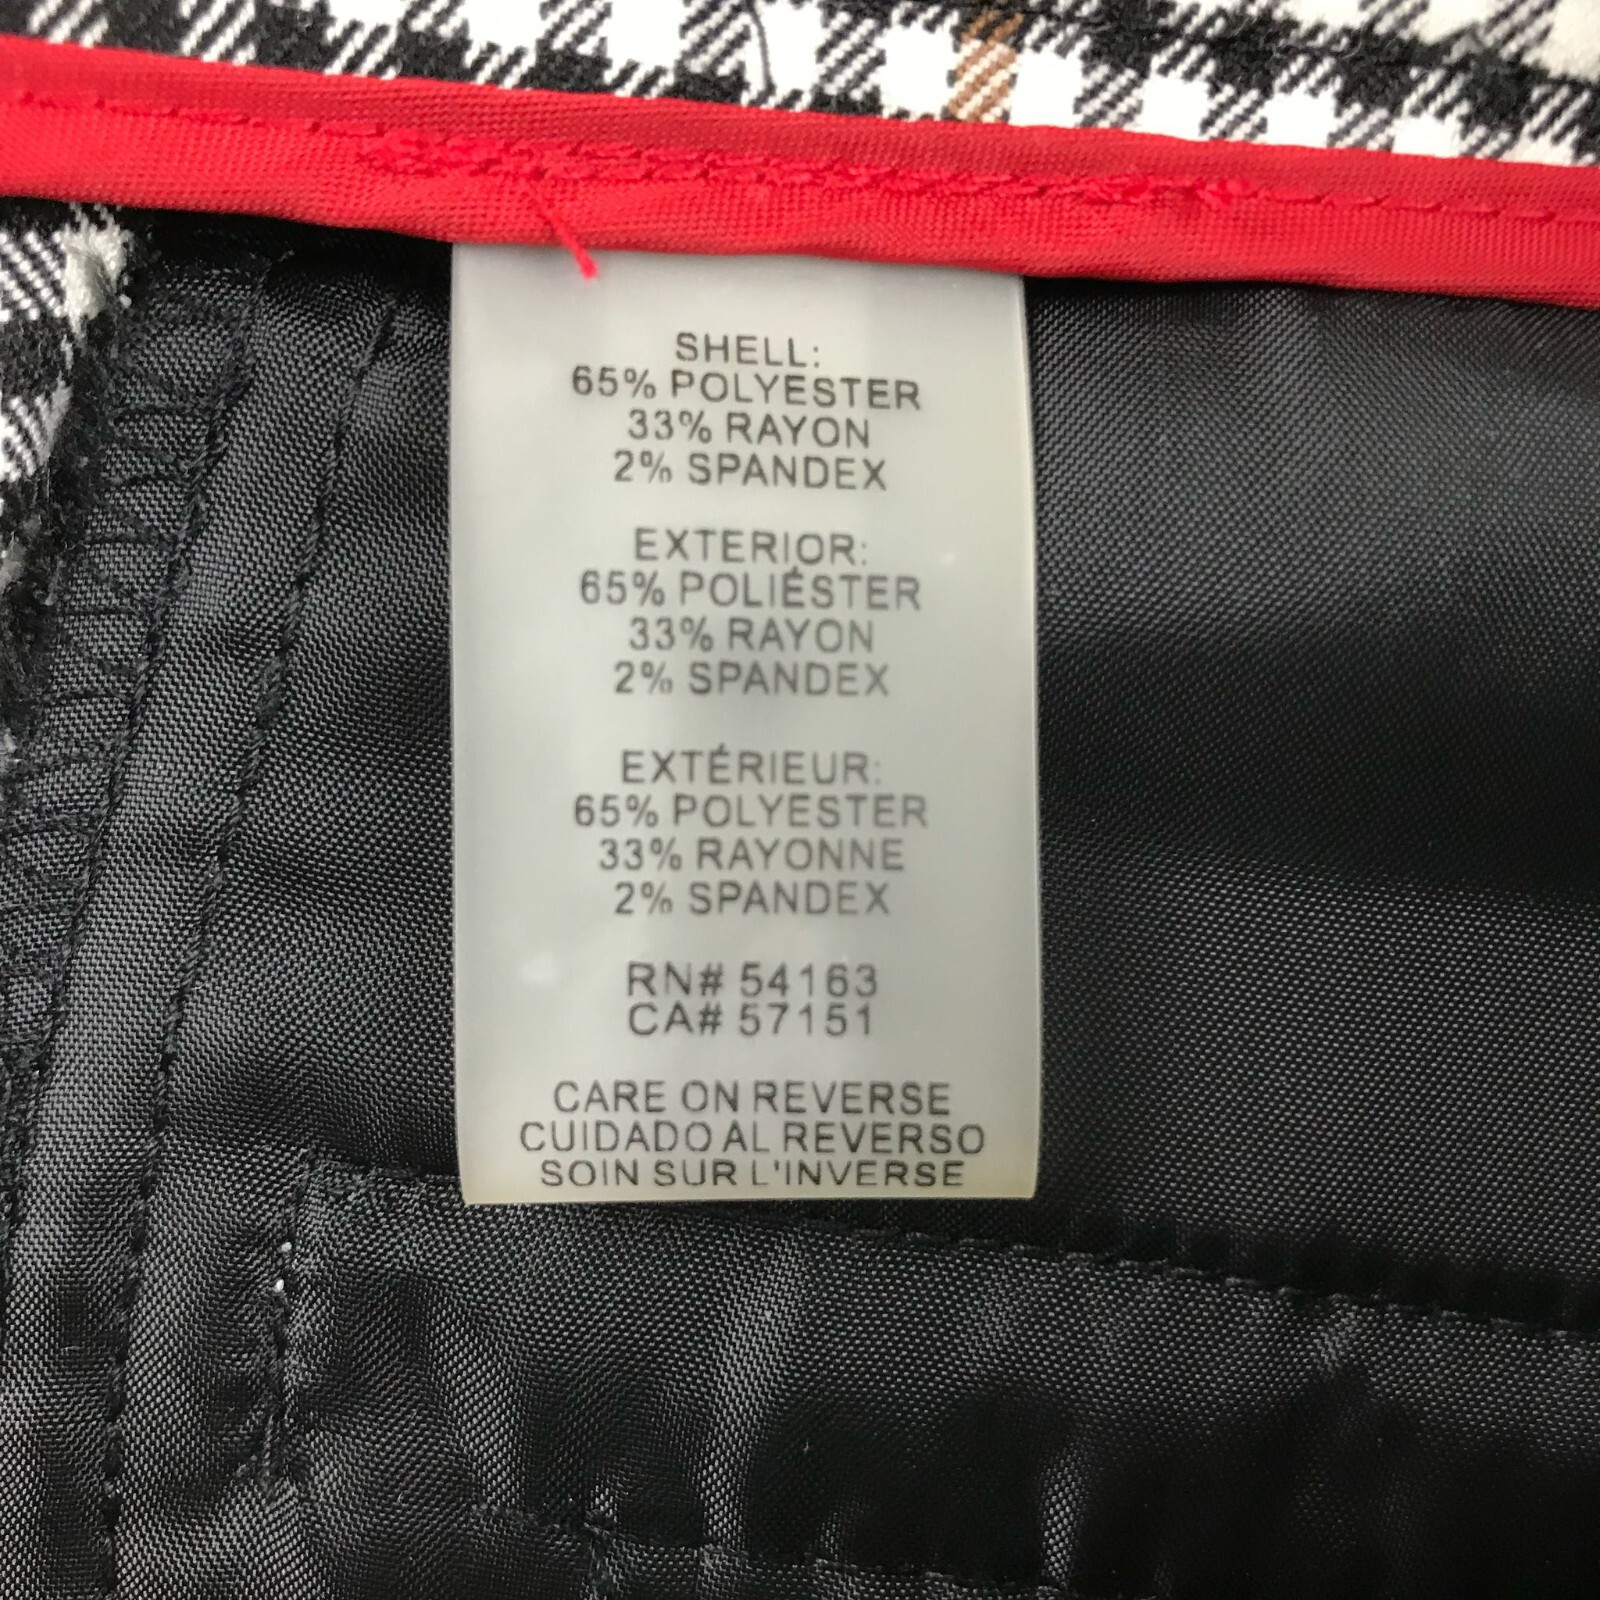 SHELL:
65% POLYESTER
33% RAYON
2% SPANDEX
EXTERIOR:
65% POLIÉSTER
33% RAYON
2% SPANDEX
EXTÉRIEUR:
65% POLYESTER
33% RAYONNE
2% SPANDEX
RN# 54163
CA# 57151
CARE ON REVERSE
CUIDADO AL REVERSO
SOIN SUR L'INVERSE